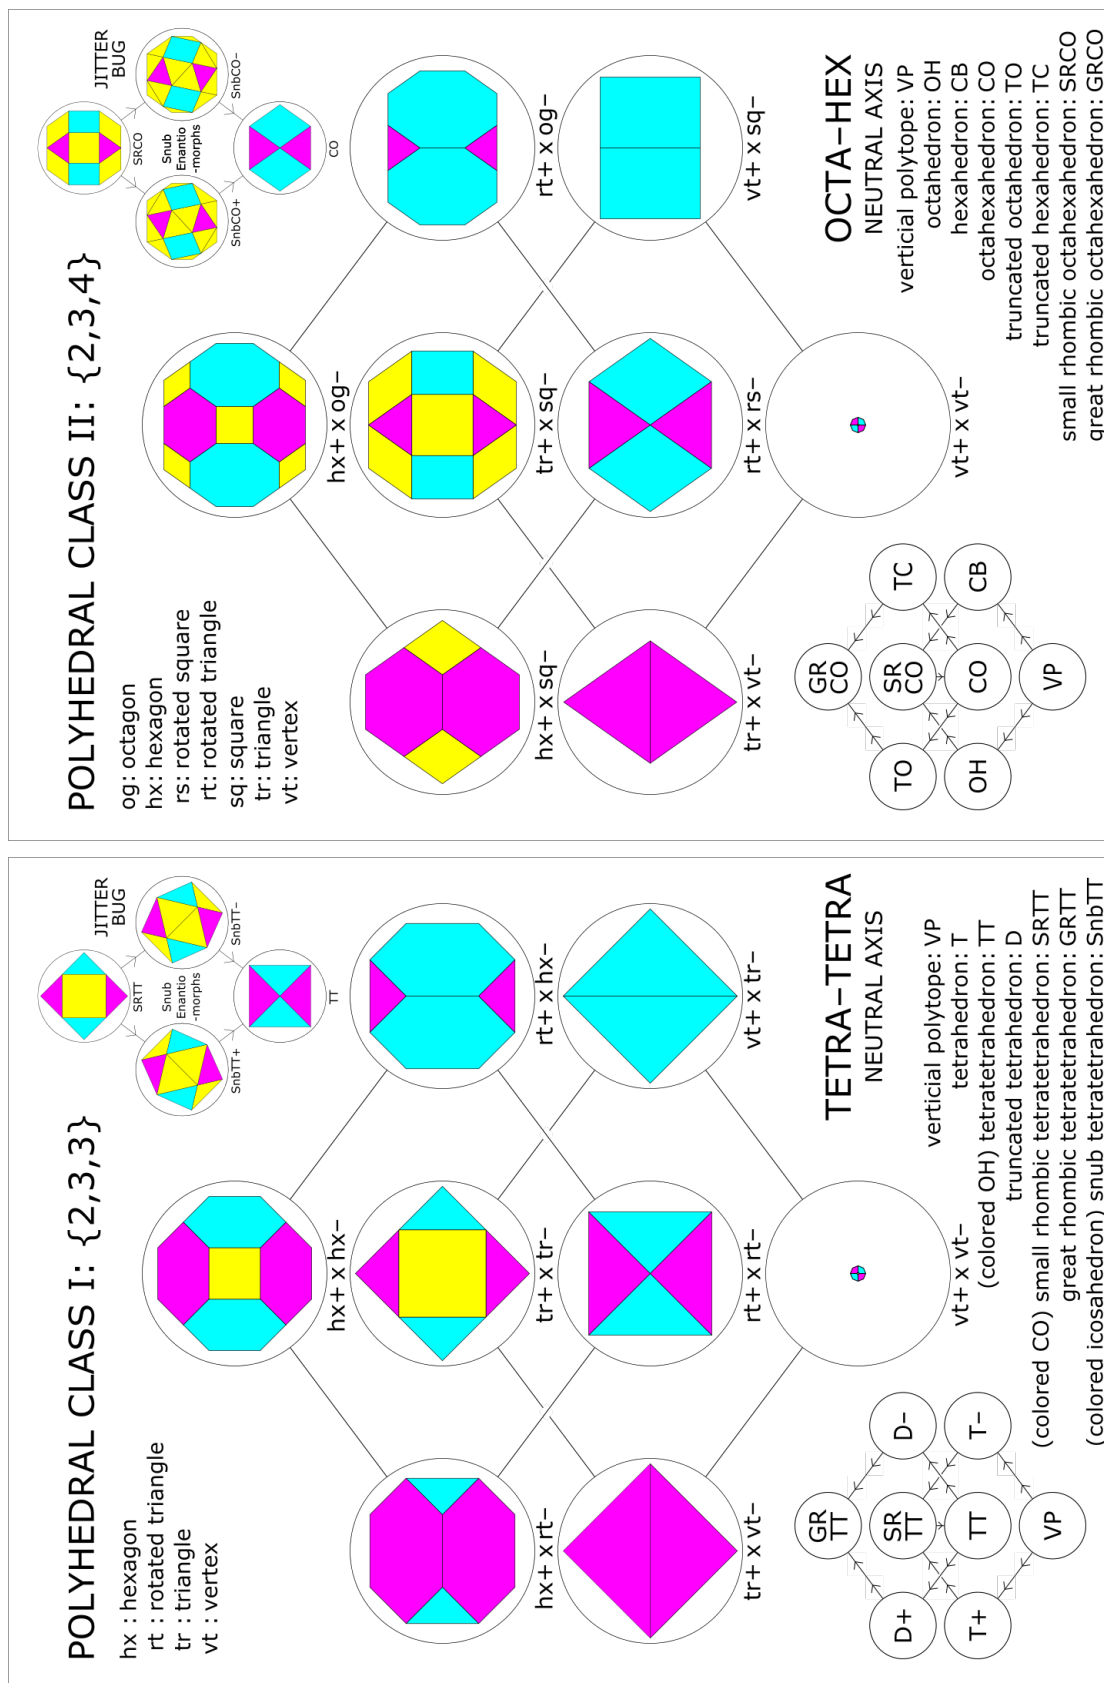 POLYHEDRAL CLASS I: {2,3,3}
hx : hexagon
rt : rotated triangle
tr : triangle
vt : vertex
JITTER
BUG
SRTT
SnbTT+
Snub
Enantio
-morphs
SnbTT−
TT
hx+ x hx−
hx+ x rt−
tr+ x tr−
rt+ x hx−
tr+ x vt−
rt+ x rt−
vt+ x tr−
vt+ x vt−
GR
TT
D+
SR
TT
D−
T+
TT
T−
VP
TETRA−TETRA
NEUTRAL AXIS
verticial polytope: VP
tetrahedron: T
(colored OH) tetratetrahedron: TT
truncated tetrahedron: D
(colored CO) small rhombic tetratetrahedron: SRTT
great rhombic tetratetrahedron: GRTT
(colored icosahedron) snub tetratetrahedron: SnbTT
POLYHEDRAL CLASS II: {2,3,4}
og: octagon
hx: hexagon
rs: rotated square
rt: rotated triangle
sq: square
tr: triangle
vt: vertex
JITTER
BUG
SRCO
SnbCO+
Snub
Enantio
-morphs
SnbCO−
CO
hx+ x og−
hx+ x sq−
tr+ x sq−
rt+ x og−
tr+ x vt−
rt+ x rs−
vt+ x sq−
vt+ x vt−
GR
CO
TO
SR
CO
TC
OH
CO
CB
VP
OCTA−HEX
NEUTRAL AXIS
verticial polytope: VP
octahedron: OH
hexahedron: CB
octahexahedron: CO
truncated octahedron: TO
truncated hexahedron: TC
small rhombic octahexahedron: SRCO
great rhombic octahexahedron: GRCO